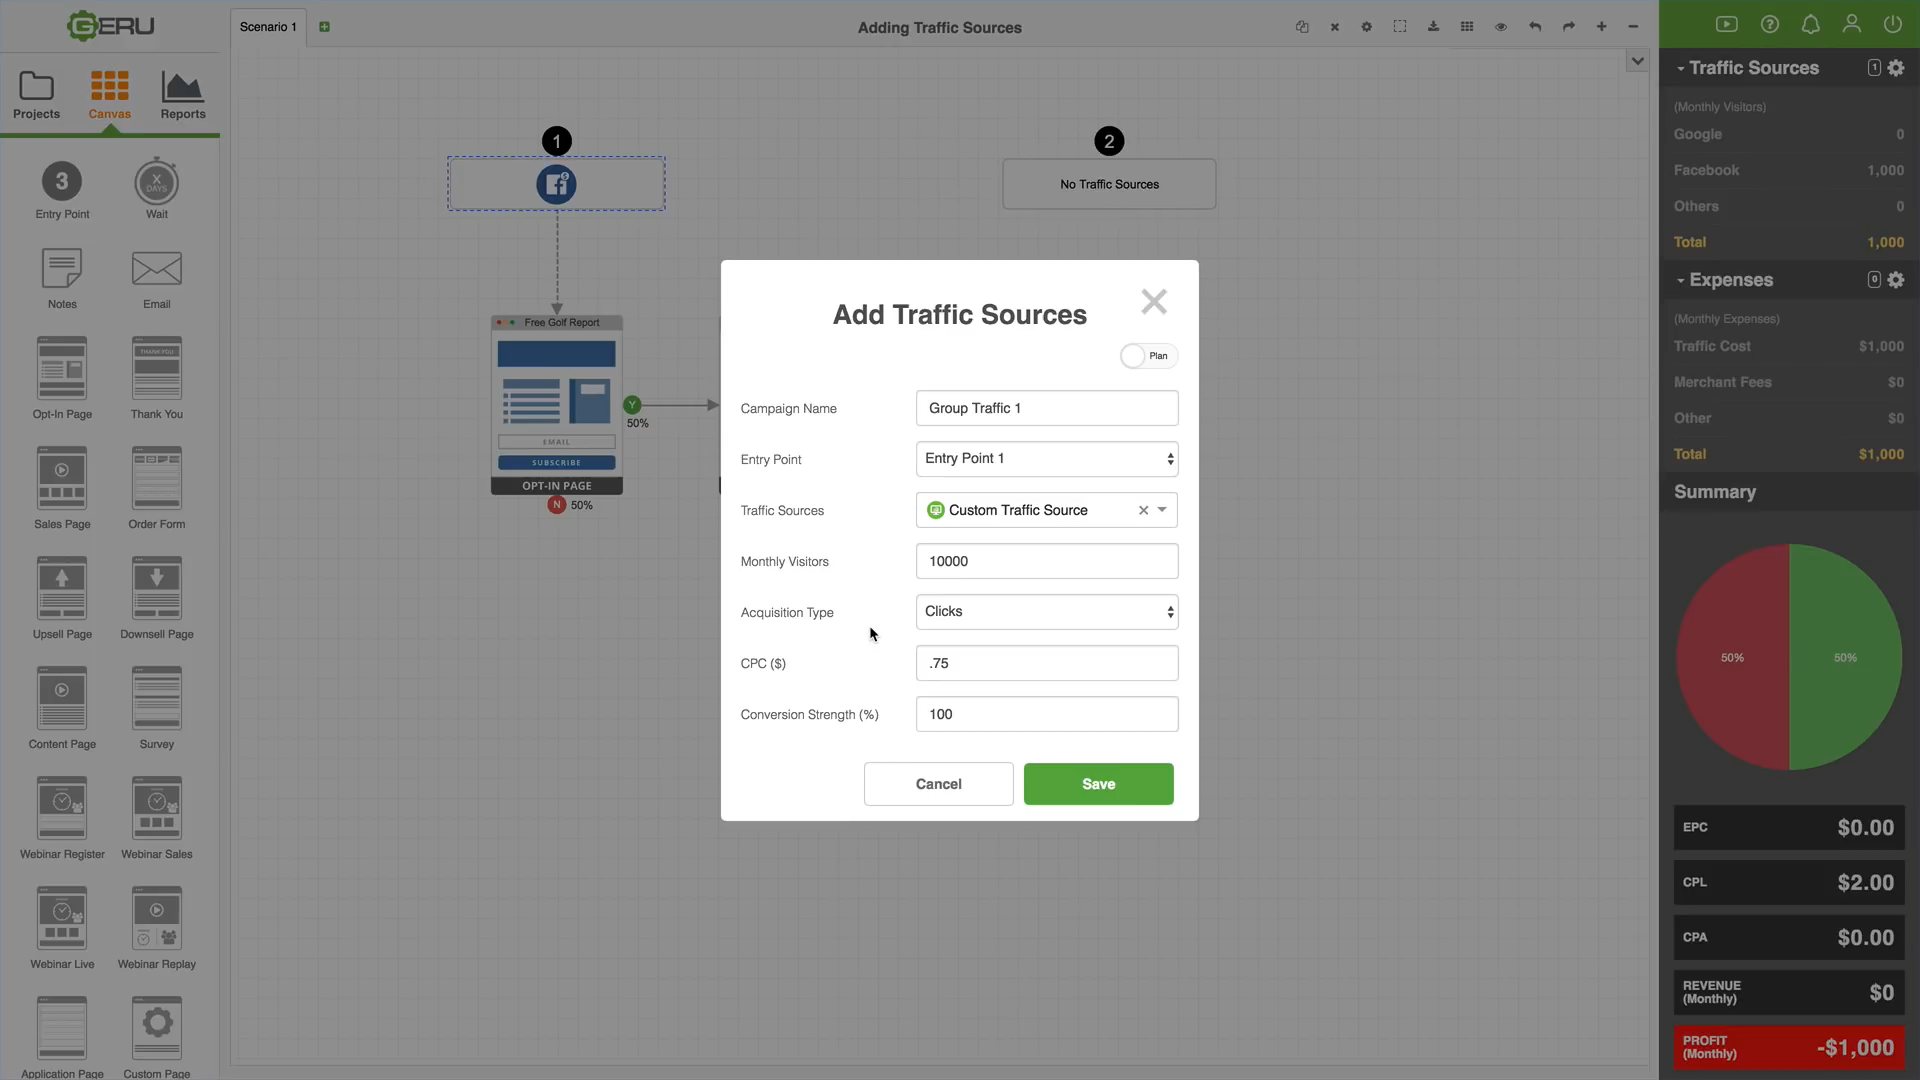 GERU
Scenario 1
Adding Traffic Sources
Projects
Canvas
Reports
3
Entry Point
X
DAYS
Wait
Notes
Email
Opt-In Page
THANK YOU
Thank You
Sales Page
Order Form
Upsell Page
Downsell Page
Content Page
Survey
Webinar Register
Webinar Sales
Webinar Live
Webinar Replay
Application Page
Custom Page
1
2
No Traffic Sources
Free Golf Report
EMAIL
SUBSCRIBE
OPT-IN PAGE
Y
50%
N
50%
Add Traffic Sources
Plan
Campaign Name
Group Traffic 1
Entry Point
Entry Point 1
Traffic Sources
Custom Traffic Source
Monthly Visitors
10000
Acquisition Type
Clicks
CPC ($)
.75
Conversion Strength (%)
100
Cancel
Save
Traffic Sources
1
(Monthly Visitors)
Google 0
Facebook 1,000
Others 0
Total 1,000
Expenses
0
(Monthly Expenses)
Traffic Cost $1,000
Merchant Fees $0
Other $0
Total $1,000
Summary
50%
50%
EPC $0.00
CPL $2.00
CPA $0.00
REVENUE
(Monthly)
$0
PROFIT
(Monthly)
-$1,000